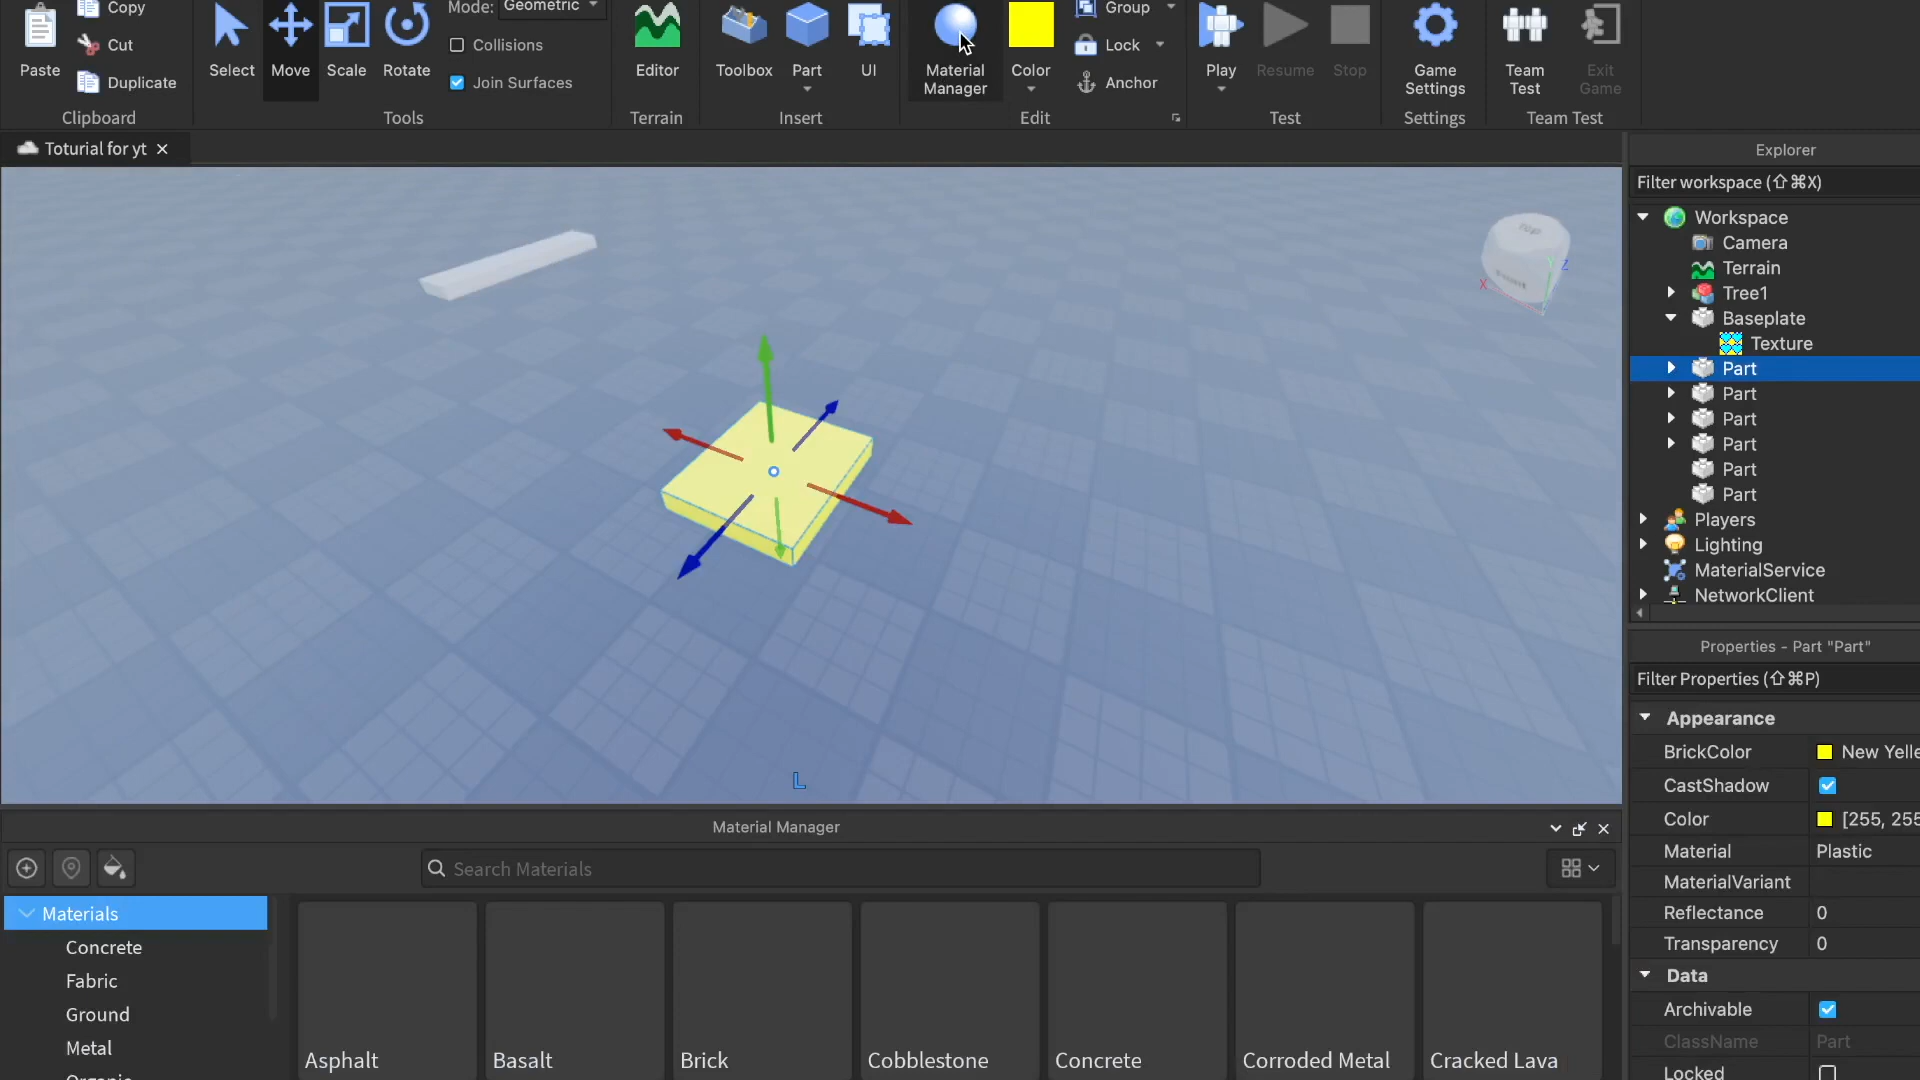 Copy
Mode: Geometric
Group
Cut
Collisions
Lock
Paste
Duplicate
Select
Move
Scale
Rotate
Join Surfaces
Editor
Toolbox
Part
UI
Material
Manager
Color
Anchor
Play
Resume
Stop
Game
Settings
Team
Test
Exit
Game
Clipboard
Tools
Terrain
Insert
Edit
Test
Settings
Team Test
Toturial for yt
Explorer
Filter workspace (⇧⌘X)
Workspace
Camera
Terrain
Tree1
Baseplate
Texture
Part
Part
Part
Part
Part
Part
Players
Lighting
MaterialService
NetworkClient
X
Z
L
Properties - Part "Part"
Filter Properties (⇧⌘P)
Appearance
BrickColor New Yelle
CastShadow
Color [255, 255
Material Plastic
MaterialVariant
Reflectance 0
Transparency 0
Data
Archivable
ClassName Part
Locked
Material Manager
Search Materials
Materials
Concrete
Fabric
Ground
Metal
Organic
Asphalt
Basalt
Brick
Cobblestone
Concrete
Corroded Metal
Cracked Lava